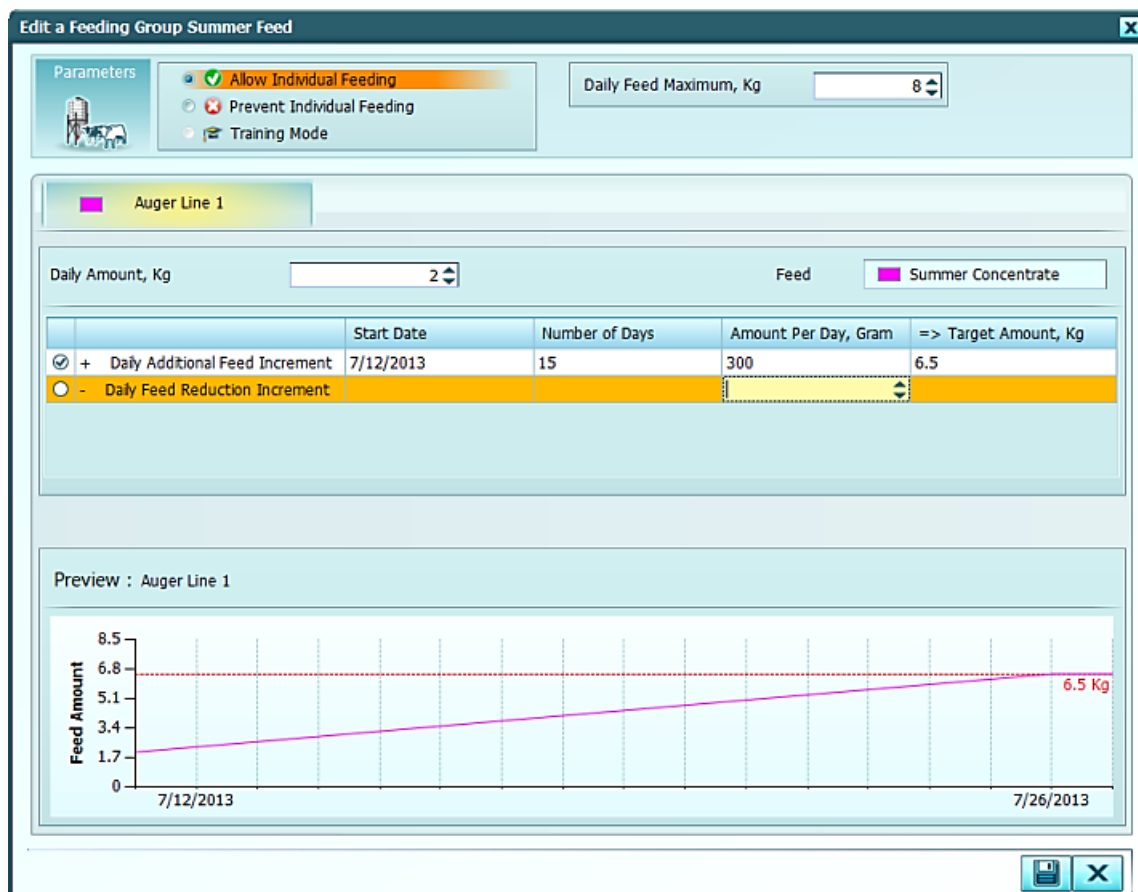 Edit a Feeding Group Summer Feed
Parameters
Allow Individual Feeding
Prevent Individual Feeding
Training Mode
Daily Feed Maximum, Kg 8
Auger Line 1
Daily Amount, Kg 2 Feed Summer Concentrate
Start Date Number of Days Amount Per Day, Gram => Target Amount, Kg
+ Daily Additional Feed Increment 7/12/2013 15 300 6.5
- Daily Feed Reduction Increment
Preview : Auger Line 1
Feed Amount
8.5
6.8
5.1
3.4
1.7
0
6.5 Kg
7/12/2013 7/26/2013